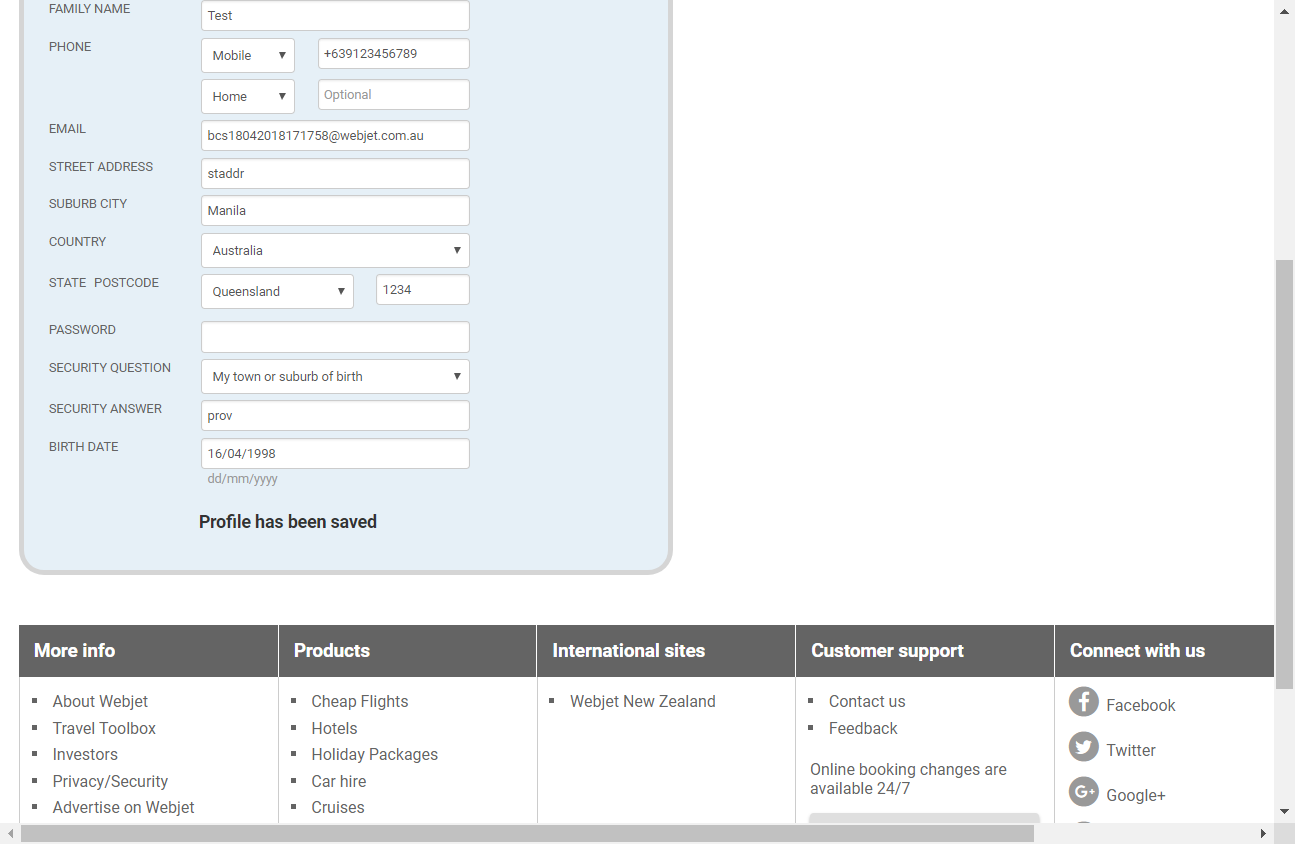 FAMILY NAME Test
PHONE Mobile +639123456789
Home Optional
EMAIL bcs18042018171758@webjet.com.au
STREET ADDRESS staddr
SUBURB CITY Manila
COUNTRY Australia
STATE POSTCODE Queensland 1234
PASSWORD
SECURITY QUESTION My town or suburb of birth
SECURITY ANSWER prov
BIRTH DATE 16/04/1998
dd/mm/yyyy
Profile has been saved
More info
About Webjet
Travel Toolbox
Investors
Privacy/Security
Advertise on Webjet
Products
Cheap Flights
Hotels
Holiday Packages
Car hire
Cruises
International sites
Webjet New Zealand
Customer support
Contact us
Feedback
Online booking changes are
available 24/7
Connect with us
Facebook
Twitter
Google+